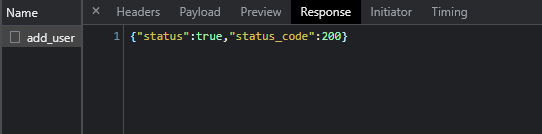 Name
× Headers Payload Preview Response Initiator Timing
add_user
1 {"status":true,"status_code":200}